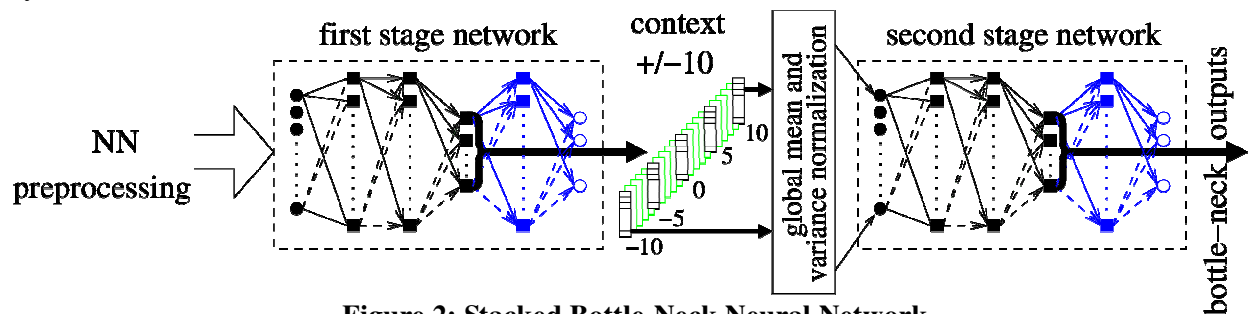 first stage network
context
+/−10
second stage network
NN
preprocessing
10
5
0
−5
−10
global mean and
variance normalization
bottle−neck outputs
Figure 2: Stacked Bottle-Neck Neural Network